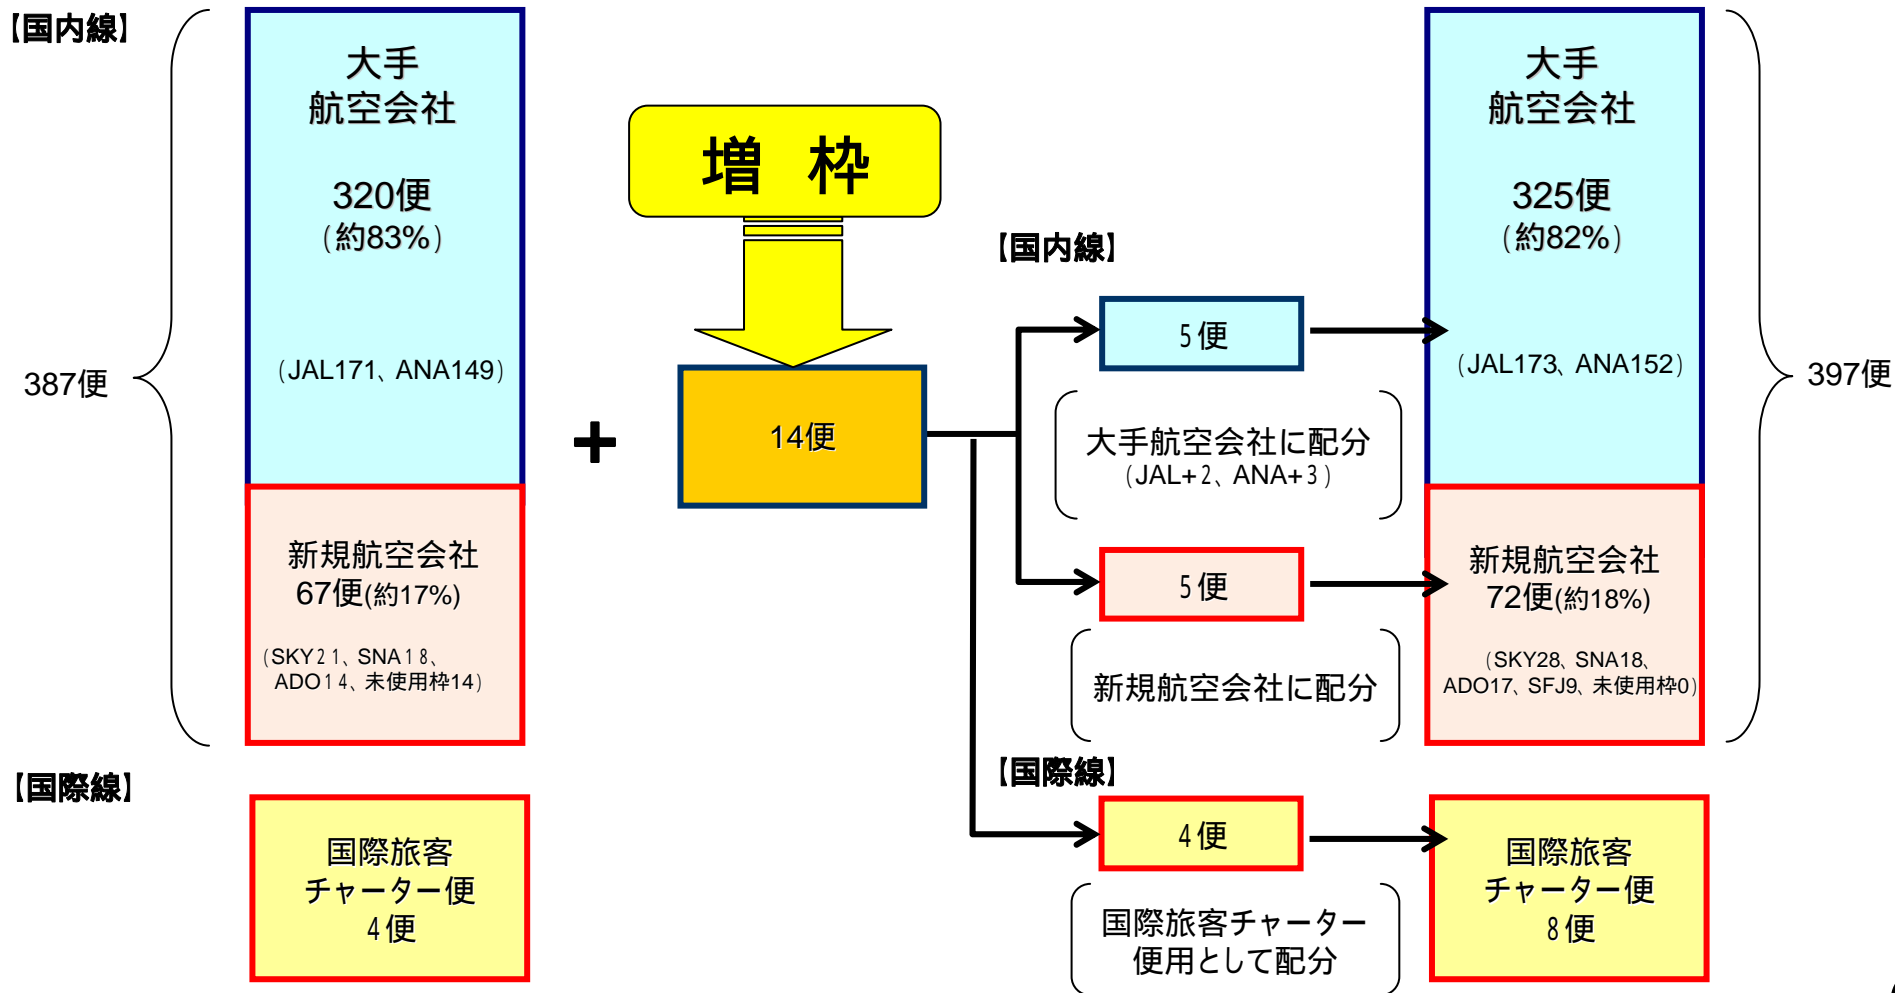 【国内線】
387便
大手
航空会社
320便
(約83%)
(JAL171、ANA149)
新規航空会社
67便(約17%)
(SKY21、SNA18、
ADO14、未使用枠14)
【国際線】
国際旅客
チャーター便
4便
増 枠
+
14便
【国内線】
5便
大手航空会社に配分
(JAL+2、ANA+3)
5便
新規航空会社に配分
【国際線】
4便
国際旅客チャーター
便用として配分
大手
航空会社
325便
(約82%)
(JAL173、ANA152)
新規航空会社
72便(約18%)
(SKY28、SNA18、
ADO17、SFJ9、未使用枠0)
397便
国際旅客
チャーター便
8便